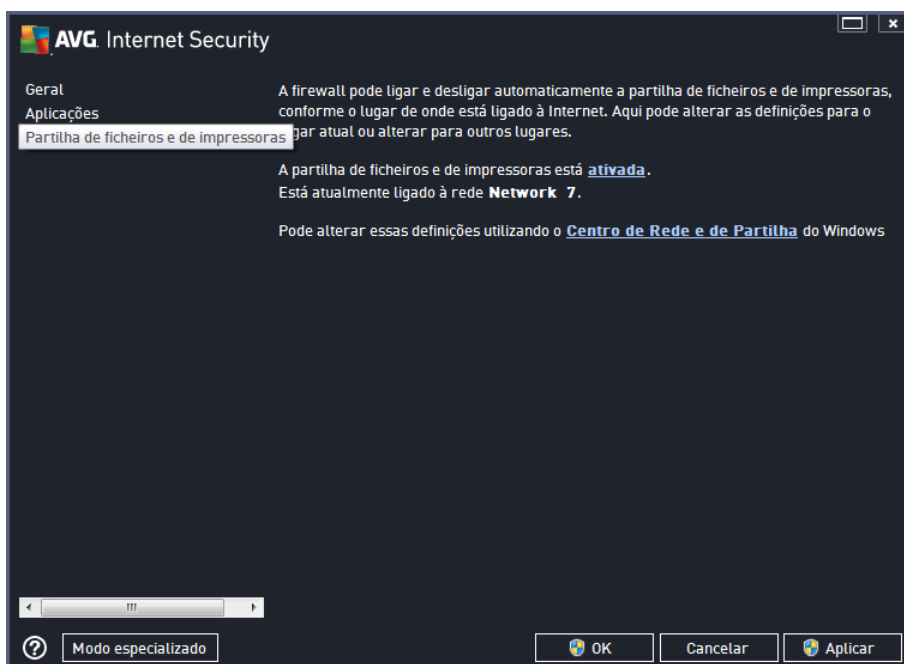 AVG. Internet Security
Geral
Aplicações
Partilha de ficheiros e de impressoras
A firewall pode ligar e desligar automaticamente a partilha de ficheiros e de impressoras,
conforme o lugar de onde está ligado à Internet. Aqui pode alterar as definições para o
gar atual ou alterar para outros lugares.
A partilha de ficheiros e de impressoras está ativada.
Está atualmente ligado à rede Network 7.
Pode alterar essas definições utilizando o Centro de Rede e de Partilha do Windows
? Modo especializado
OK
Cancelar
Aplicar